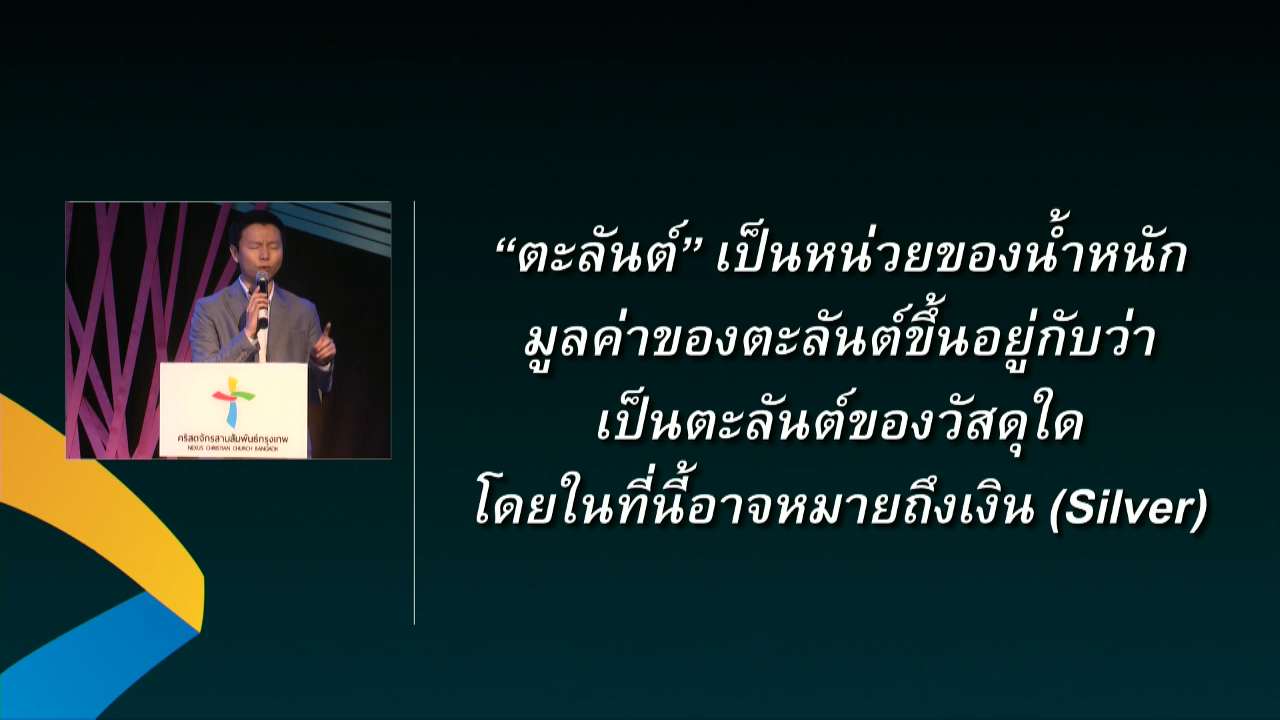 คริสตจักรสานสัมพันธ์กรุงเทพ
NEXUS CHRISTIAN CHURCH BANGKOK
“ตะลันต์” เป็นหน่วยของน้ำหนัก
มูลค่าของตะลันต์ขึ้นอยู่กับว่า
เป็นตะลันต์ของวัสดุใด
โดยในที่นี้อาจหมายถึงเงิน (Silver)